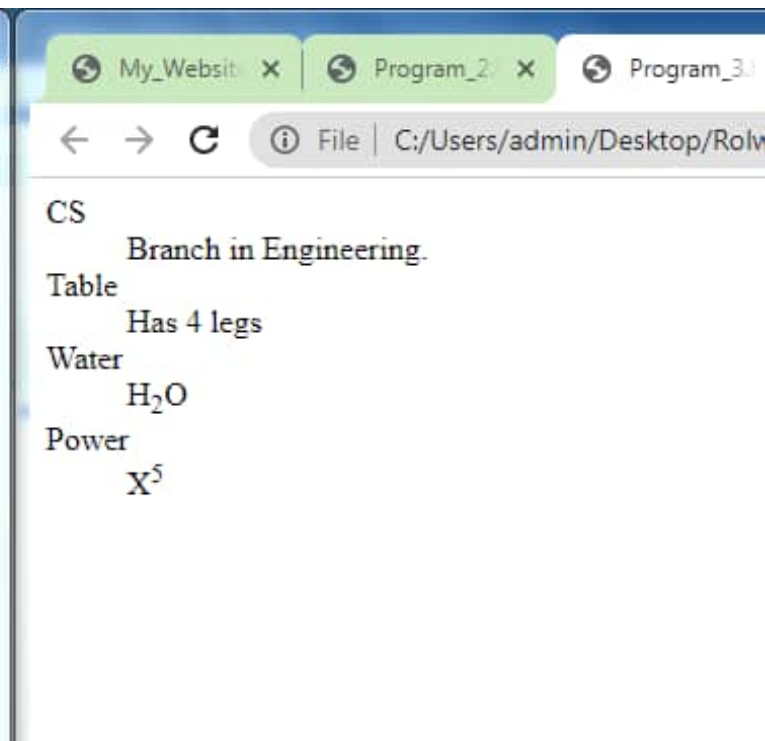 My_Websit Program_2. Program_3.
File C:/Users/admin/Desktop/Rolw
CS
Branch in Engineering.
Table
Has 4 legs
Water
H₂O
Power
X⁵